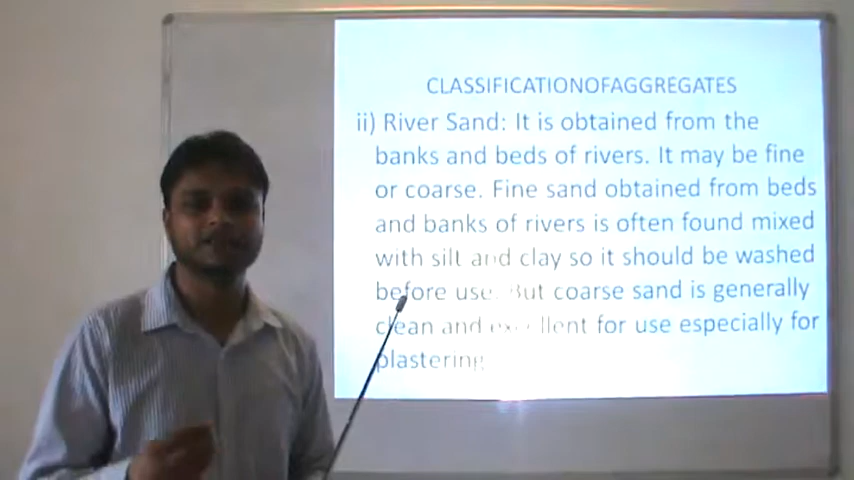 CLASSIFICATIONOFAGGREGATES
ii) River Sand: It is obtained from the
banks and beds of rivers. It may be fine
or coarse. Fine sand obtained from beds
and banks of rivers is often found mixed
with silt and clay so it should be washed
before use. But coarse sand is generally
clean and excellent for use especially for
plastering